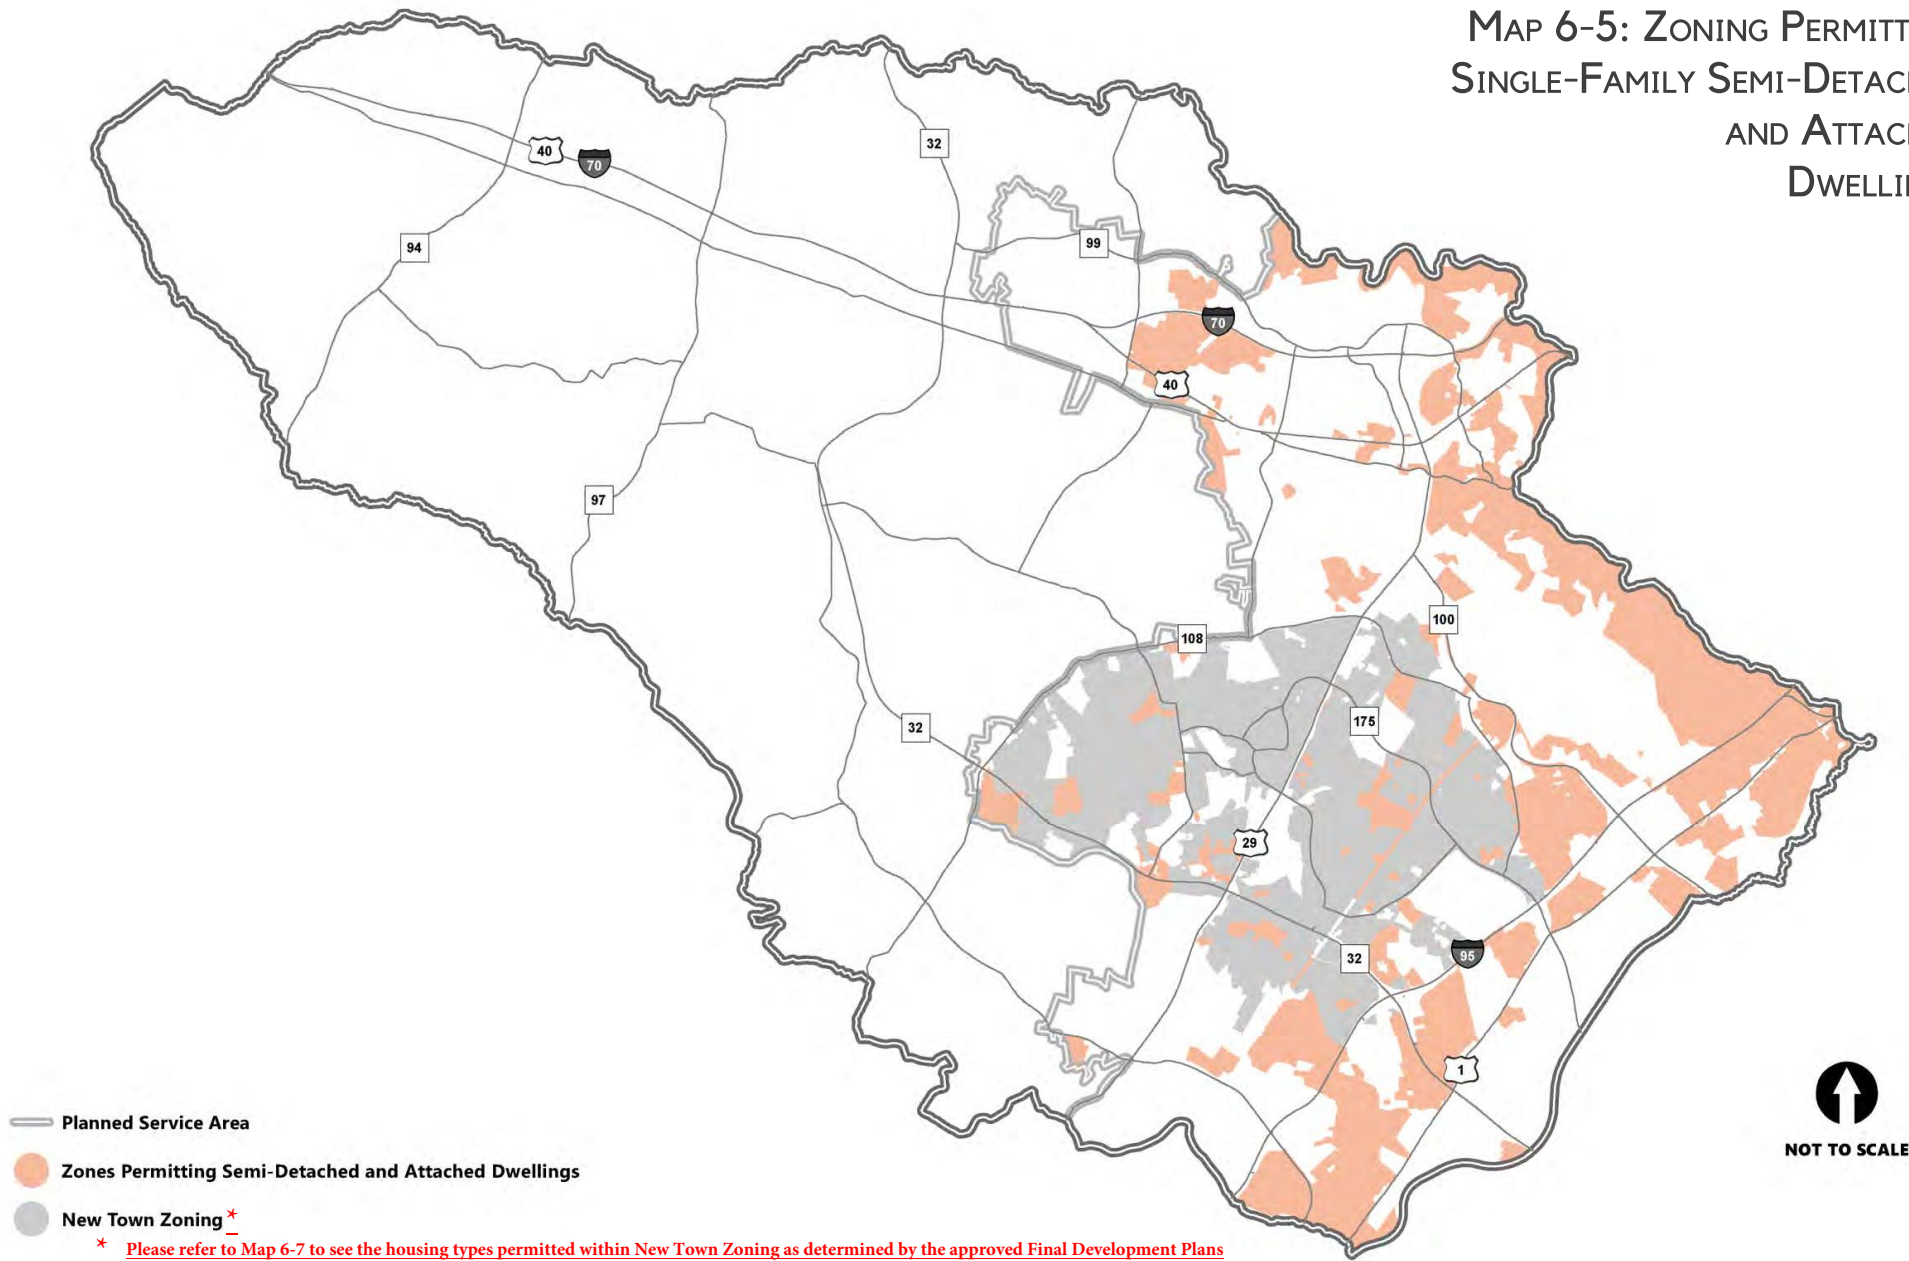 MAP 6-5: ZONING PERMITT
SINGLE-FAMILY SEMI-DETAC
AND ATTAC
DWELLI
40
70
32
94
99
70
40
97
100
108
175
32
29
32
95
1
Planned Service Area
Zones Permitting Semi-Detached and Attached Dwellings
New Town Zoning *
* Please refer to Map 6-7 to see the housing types permitted within New Town Zoning as determined by the approved Final Development Plans
NOT TO SCALE